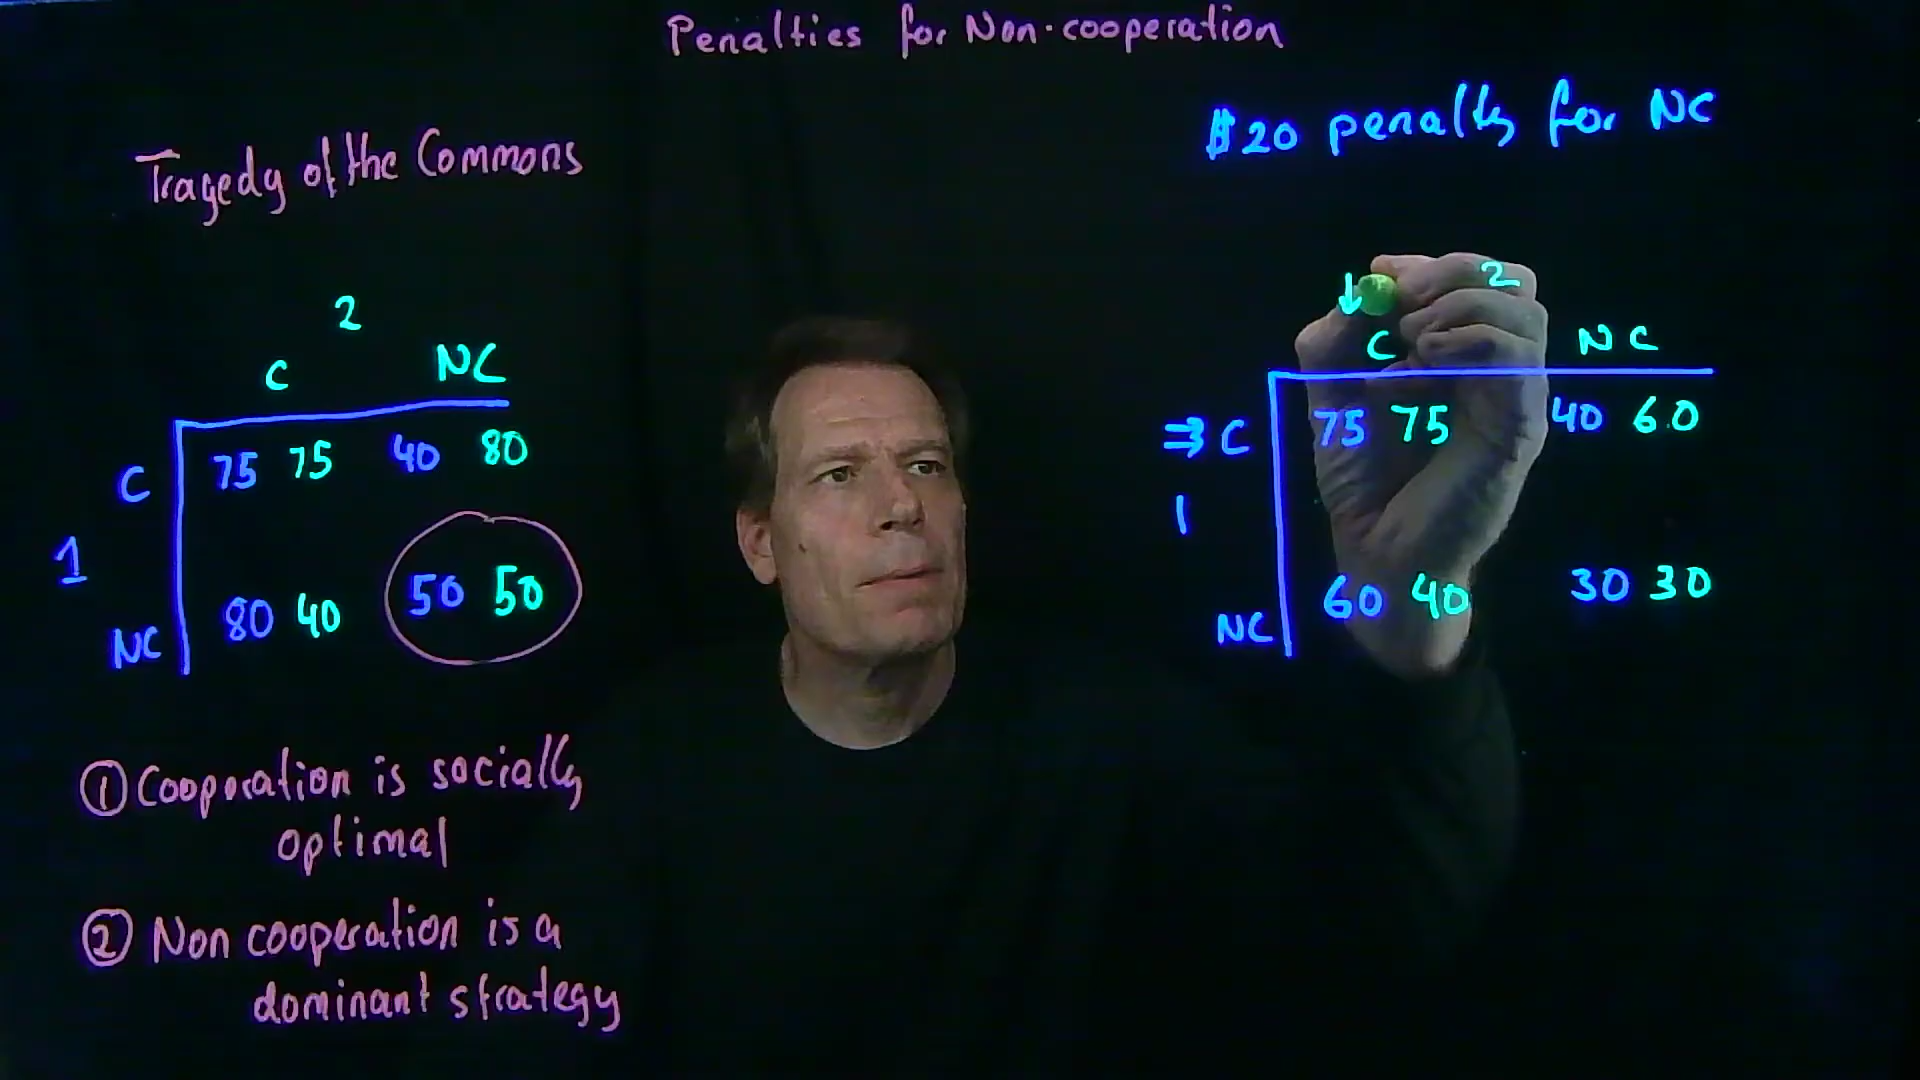 Penalties for Non-cooperation
Tragedy of the Commons
2
C NC
C 75 75 40 80
1
NC 80 40 50 50
① Cooperation is socially
optimal
② Non cooperation is a
dominant strategy
$20 penalty for NC
↓ 2
C NC
⇒ C 75 75 40 60
1
NC 60 40 30 30